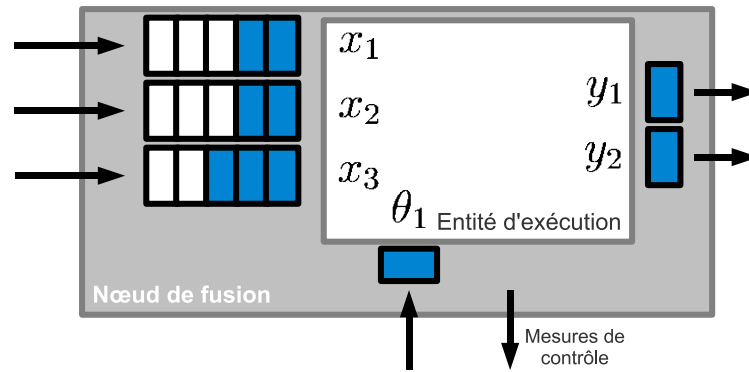 x₁
x₂
x₃
y₁
y₂
θ₁
Entité d'exécution
Nœud de fusion
Mesures de
contrôle